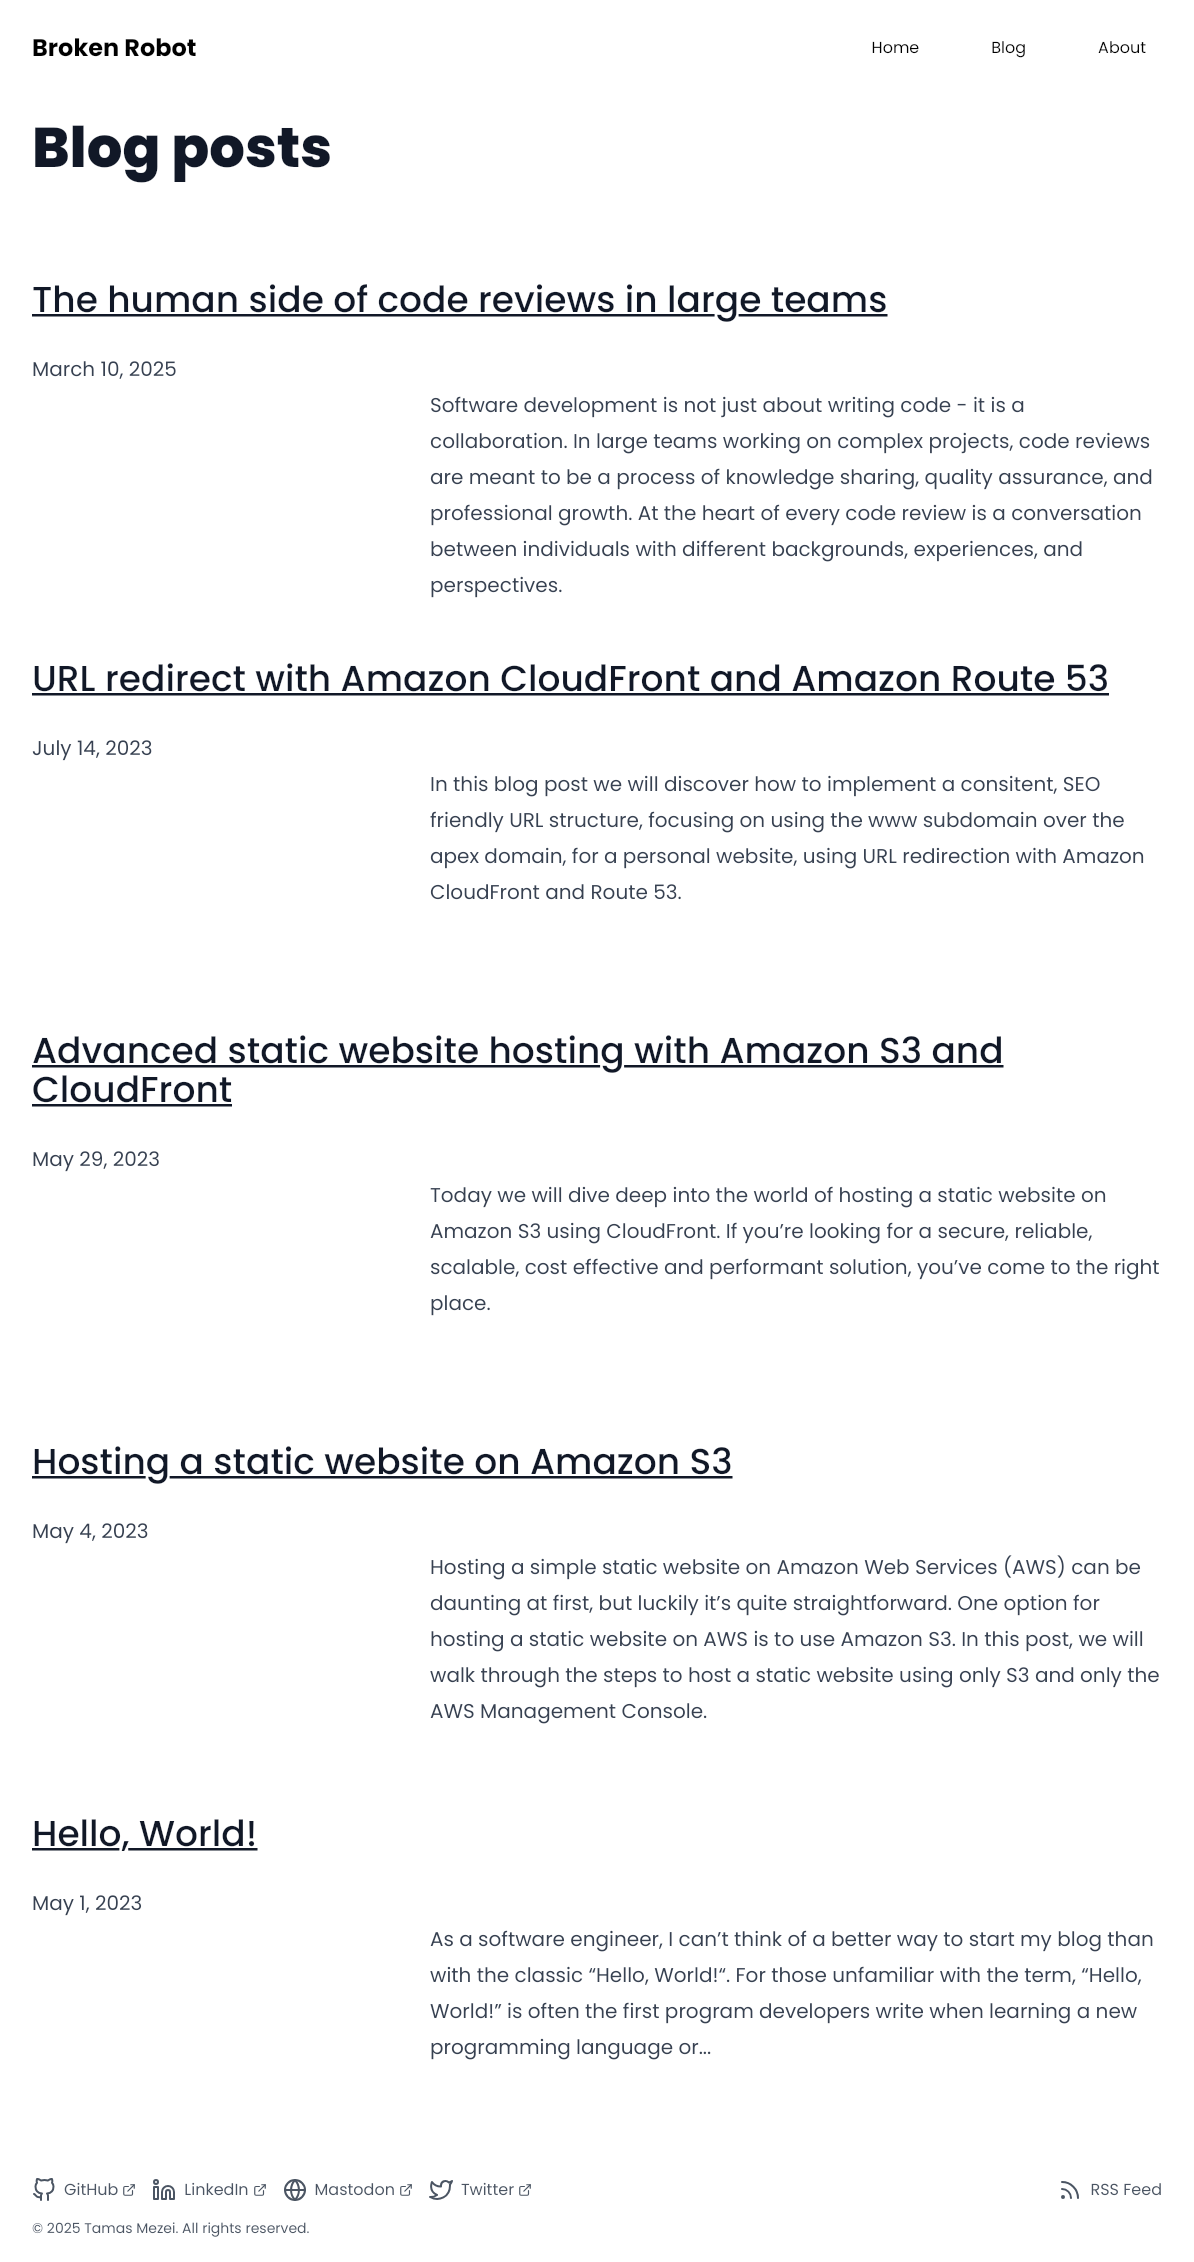 Broken Robot
Home
Blog
About
Blog posts
The human side of code reviews in large teams
March 10, 2025
Software development is not just about writing code - it is a
collaboration. In large teams working on complex projects, code reviews
are meant to be a process of knowledge sharing, quality assurance, and
professional growth. At the heart of every code review is a conversation
between individuals with different backgrounds, experiences, and
perspectives.
URL redirect with Amazon CloudFront and Amazon Route 53
July 14, 2023
In this blog post we will discover how to implement a consitent, SEO
friendly URL structure, focusing on using the www subdomain over the
apex domain, for a personal website, using URL redirection with Amazon
CloudFront and Route 53.
Advanced static website hosting with Amazon S3 and
CloudFront
May 29, 2023
Today we will dive deep into the world of hosting a static website on
Amazon S3 using CloudFront. If you’re looking for a secure, reliable,
scalable, cost effective and performant solution, you’ve come to the right
place.
Hosting a static website on Amazon S3
May 4, 2023
Hosting a simple static website on Amazon Web Services (AWS) can be
daunting at first, but luckily it’s quite straightforward. One option for
hosting a static website on AWS is to use Amazon S3. In this post, we will
walk through the steps to host a static website using only S3 and only the
AWS Management Console.
Hello, World!
May 1, 2023
As a software engineer, I can’t think of a better way to start my blog than
with the classic “Hello, World!“. For those unfamiliar with the term, “Hello,
World!” is often the first program developers write when learning a new
programming language or…
GitHub
LinkedIn
Mastodon
Twitter
RSS Feed
© 2025 Tamas Mezei. All rights reserved.